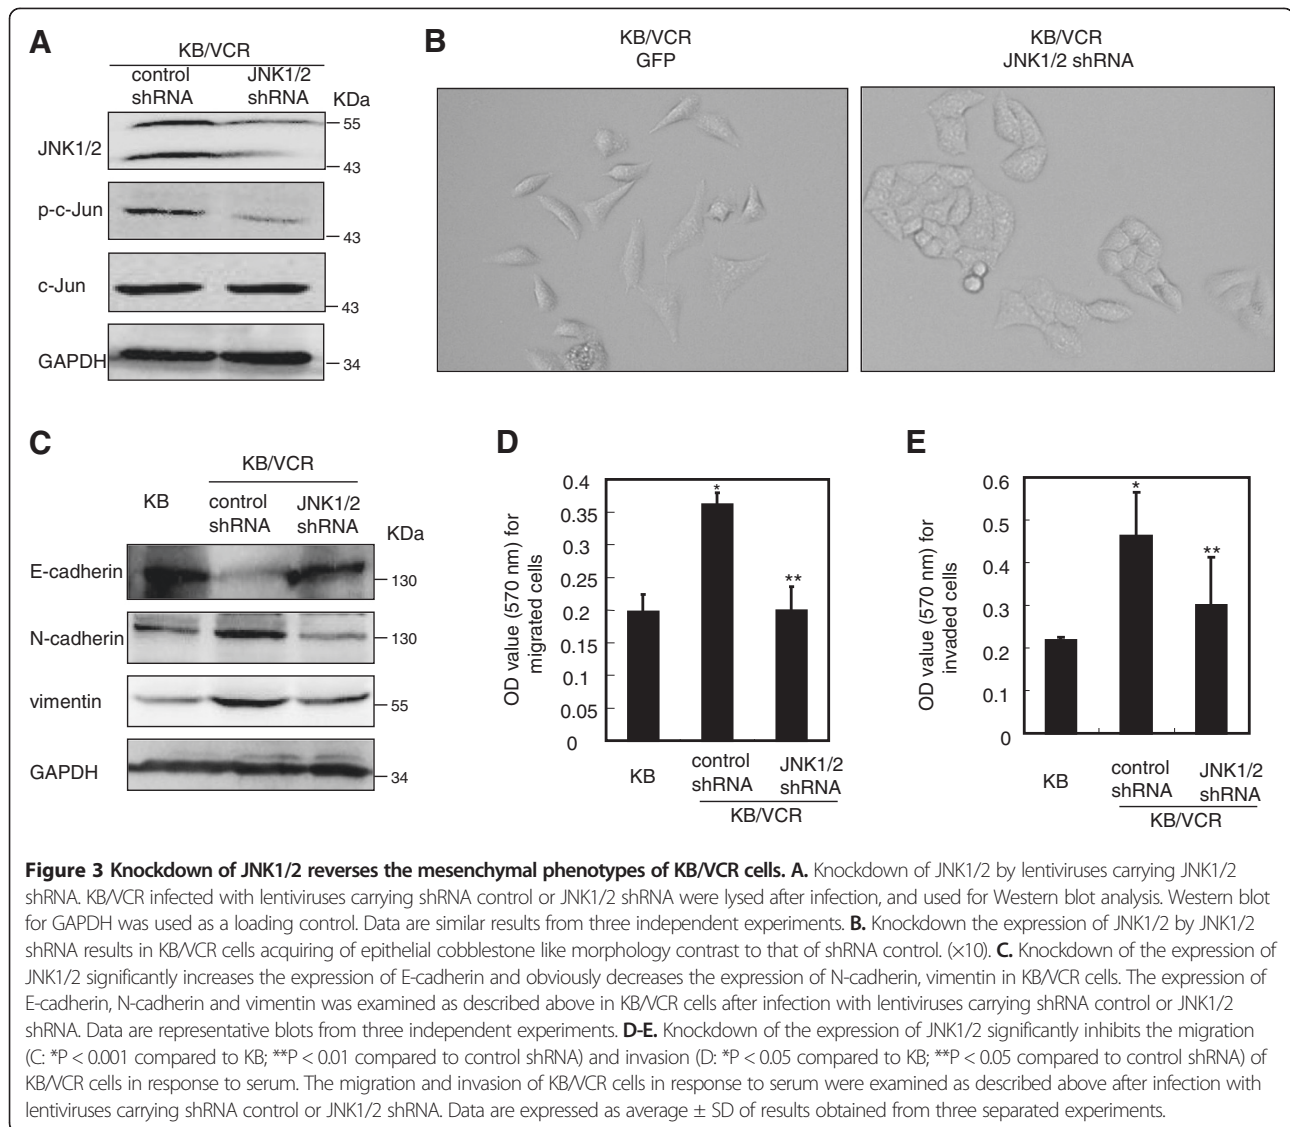 A
KB/VCR
control shRNA
JNK1/2 shRNA
KDa
JNK1/2
55
43
p-c-Jun
43
c-Jun
43
GAPDH
34
B
KB/VCR
GFP
KB/VCR
JNK1/2 shRNA
C
KB/VCR
KB
control shRNA
JNK1/2 shRNA
KDa
E-cadherin
130
N-cadherin
130
vimentin
55
GAPDH
34
D
OD value (570 nm) for
migrated cells
0.4
0.35
0.3
0.25
0.2
0.15
0.1
0.05
0
*
**
KB
control shRNA
JNK1/2 shRNA
KB/VCR
E
OD value (570 nm) for
invaded cells
0.6
0.5
0.3
0.2
0.1
0
*
**
KB
control shRNA
JNK1/2 shRNA
KB/VCR
Figure 3 Knockdown of JNK1/2 reverses the mesenchymal phenotypes of KB/VCR cells. A. Knockdown of JNK1/2 by lentiviruses carrying JNK1/2
shRNA. KB/VCR infected with lentiviruses carrying shRNA control or JNK1/2 shRNA were lysed after infection, and used for Western blot analysis. Western blot
for GAPDH was used as a loading control. Data are similar results from three independent experiments. B. Knockdown the expression of JNK1/2 by JNK1/2
shRNA results in KB/VCR cells acquiring of epithelial cobblestone like morphology contrast to that of shRNA control. (×10). C. Knockdown of the expression of
JNK1/2 significantly increases the expression of E-cadherin and obviously decreases the expression of N-cadherin, vimentin in KB/VCR cells. The expression of
E-cadherin, N-cadherin and vimentin was examined as described above in KB/VCR cells after infection with lentiviruses carrying shRNA control or JNK1/2
shRNA. Data are representative blots from three independent experiments. D-E. Knockdown of the expression of JNK1/2 significantly inhibits the migration
(C: *P < 0.001 compared to KB; **P < 0.01 compared to control shRNA) and invasion (D: *P < 0.05 compared to KB; **P < 0.05 compared to control shRNA) of
KB/VCR cells in response to serum. The migration and invasion of KB/VCR cells in response to serum were examined as described above after infection with
lentiviruses carrying shRNA control or JNK1/2 shRNA. Data are expressed as average ± SD of results obtained from three separated experiments.